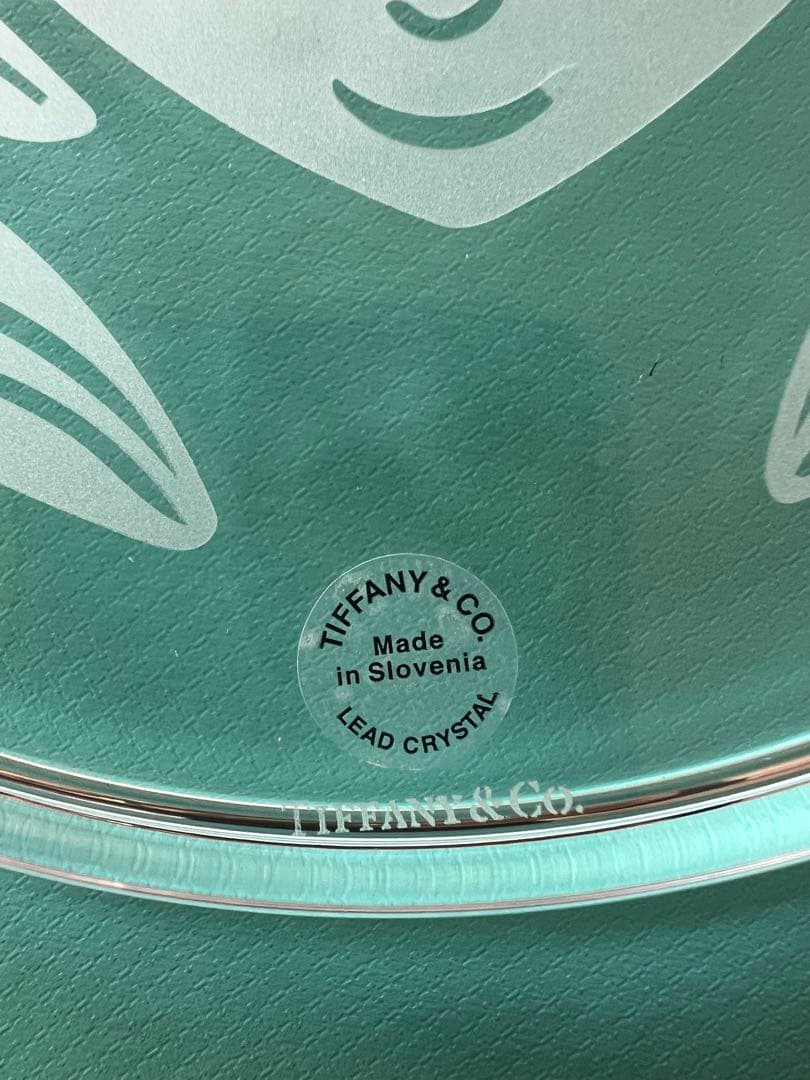 TIFFANY & CO.
Made
in Slovenia
LEAD CRYSTAL
TIFFANY & CO.